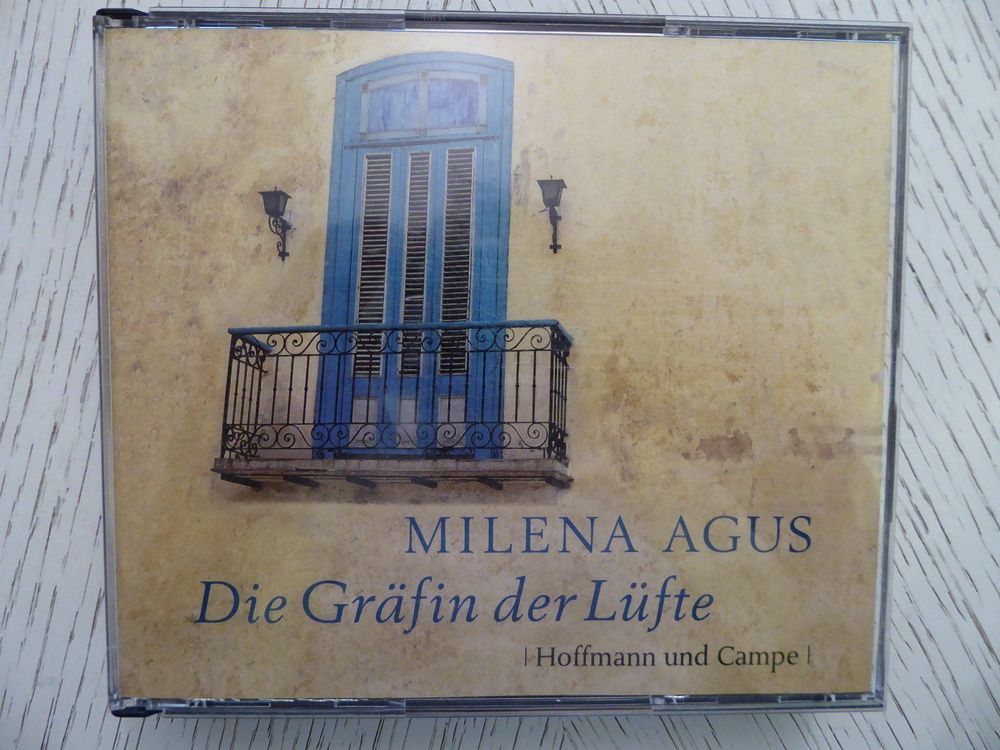 MILENA AGUS
Die Gräfin der Lüfte
| Hoffmann und Campe |